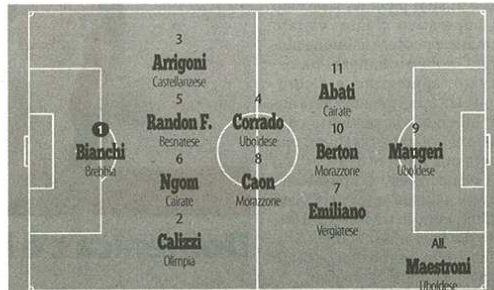 3
Arrigoni
Castellanzese
5
Randon F.
Besnatese
6
Ngom
Cairate
2
Calizzi
Olimpia
1
Bianchi
Brebbia
4
Corrado
Uboldese
8
Caon
Morazzone
11
Abati
Cairate
10
Berton
Morazzone
7
Emiliano
Vergiatese
9
Maugeri
Uboldese
All.
Maestroni
Uboldese